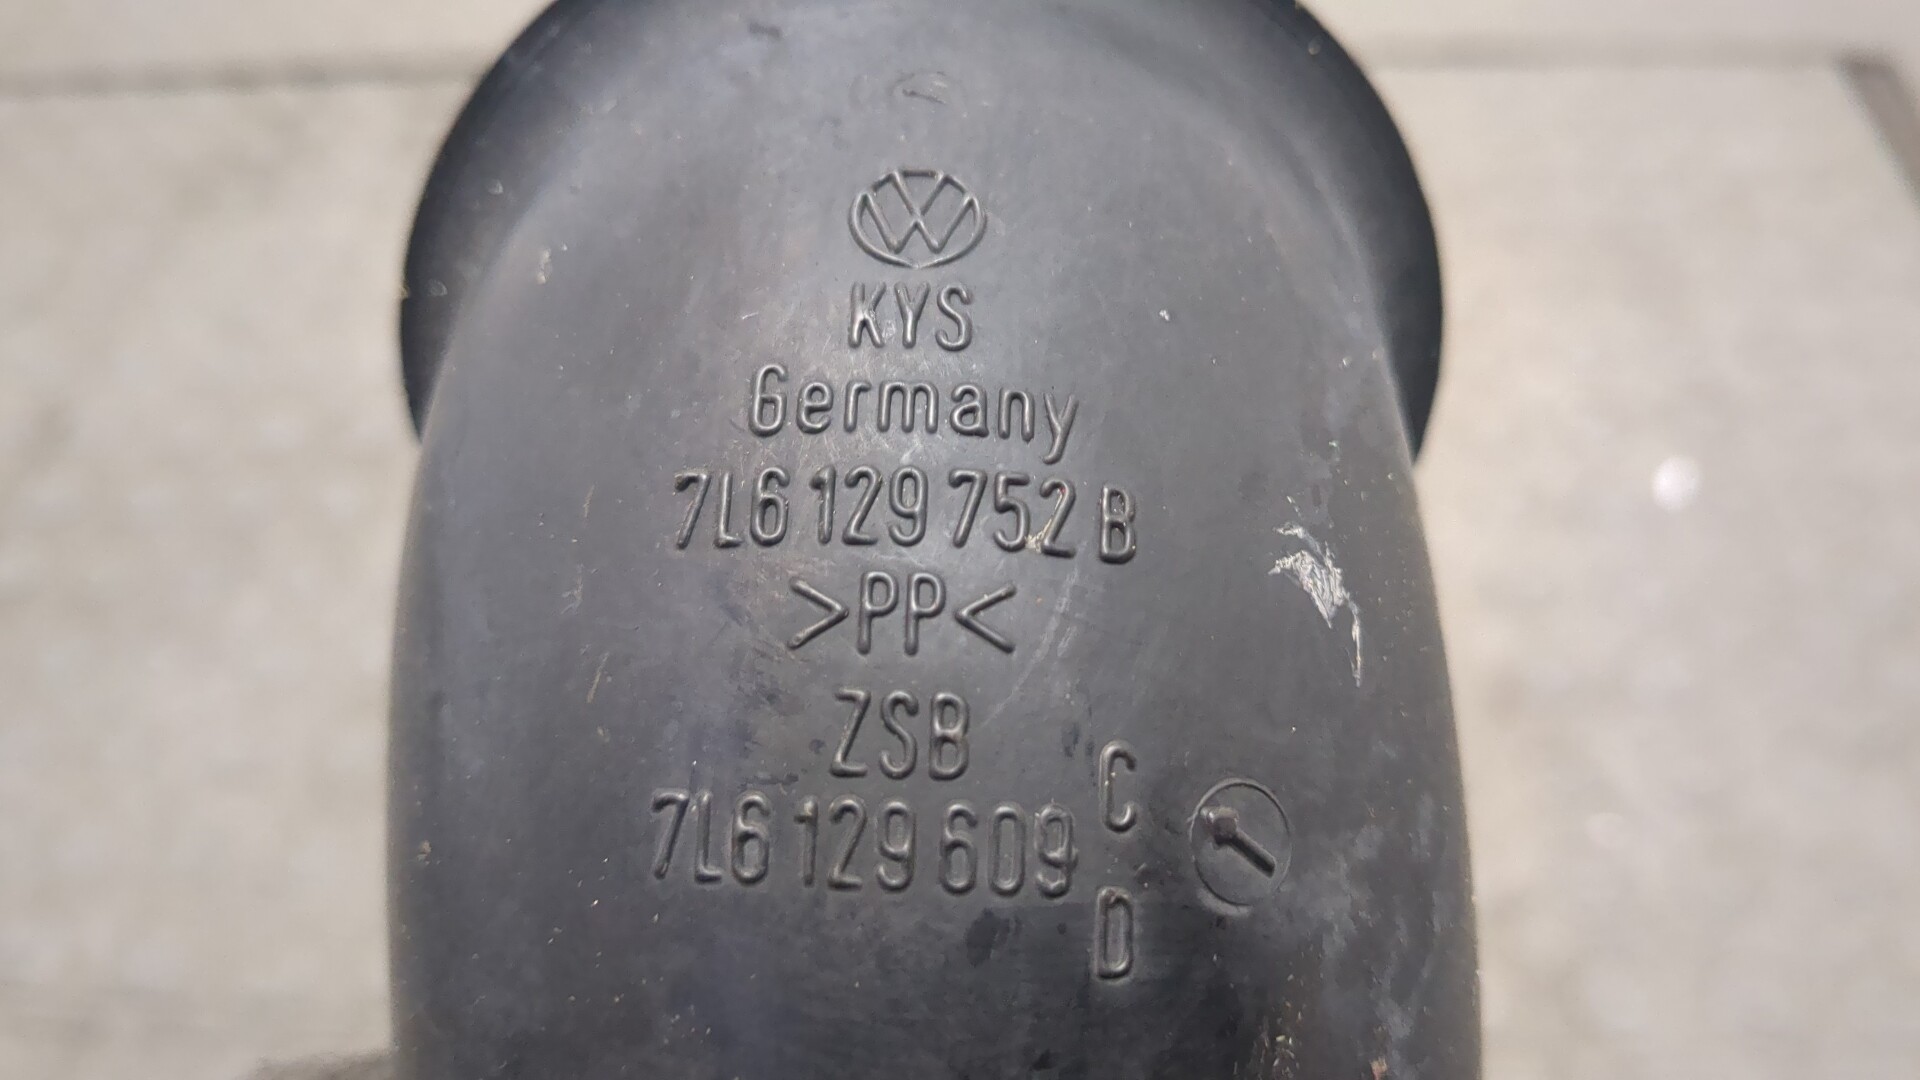 KYS
Germany
7L6 129 752 B
>PP<
ZSB
7L6 129 609 C
D